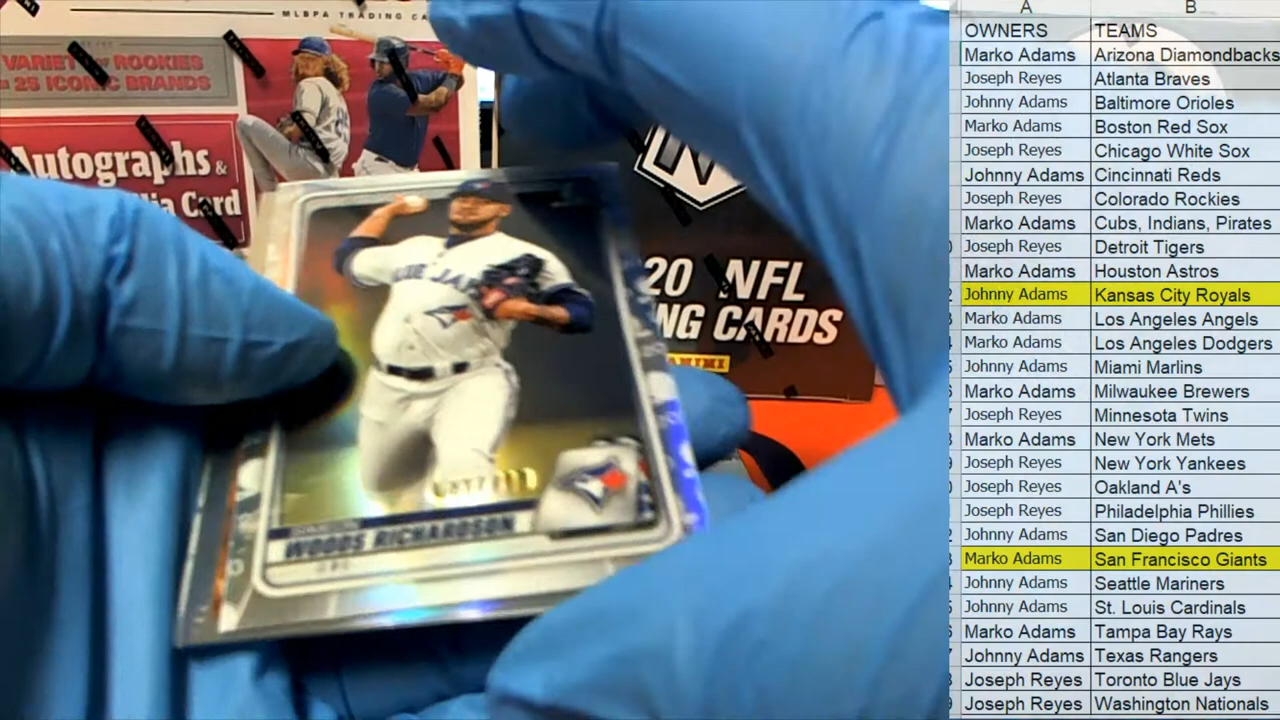 MLBPA TRADING CA
VARIETY
ROOKIES
25 ICONIC BRANDS
Autographs &
ia Card
20 NFL
NG CARDS
PANINI
BLUE JA
WOODS RICHARDSON
A B
OWNERS TEAMS
Marko Adams Arizona Diamondbacks
Joseph Reyes Atlanta Braves
Johnny Adams Baltimore Orioles
Marko Adams Boston Red Sox
Joseph Reyes Chicago White Sox
Johnny Adams Cincinnati Reds
Joseph Reyes Colorado Rockies
Marko Adams Cubs, Indians, Pirates
Joseph Reyes Detroit Tigers
Marko Adams Houston Astros
Johnny Adams Kansas City Royals
Marko Adams Los Angeles Angels
Marko Adams Los Angeles Dodgers
Johnny Adams Miami Marlins
Marko Adams Milwaukee Brewers
Joseph Reyes Minnesota Twins
Marko Adams New York Mets
Joseph Reyes New York Yankees
Joseph Reyes Oakland A's
Joseph Reyes Philadelphia Phillies
Johnny Adams San Diego Padres
Marko Adams San Francisco Giants
Johnny Adams Seattle Mariners
Johnny Adams St. Louis Cardinals
Marko Adams Tampa Bay Rays
Johnny Adams Texas Rangers
Joseph Reyes Toronto Blue Jays
Joseph Reyes Washington Nationals